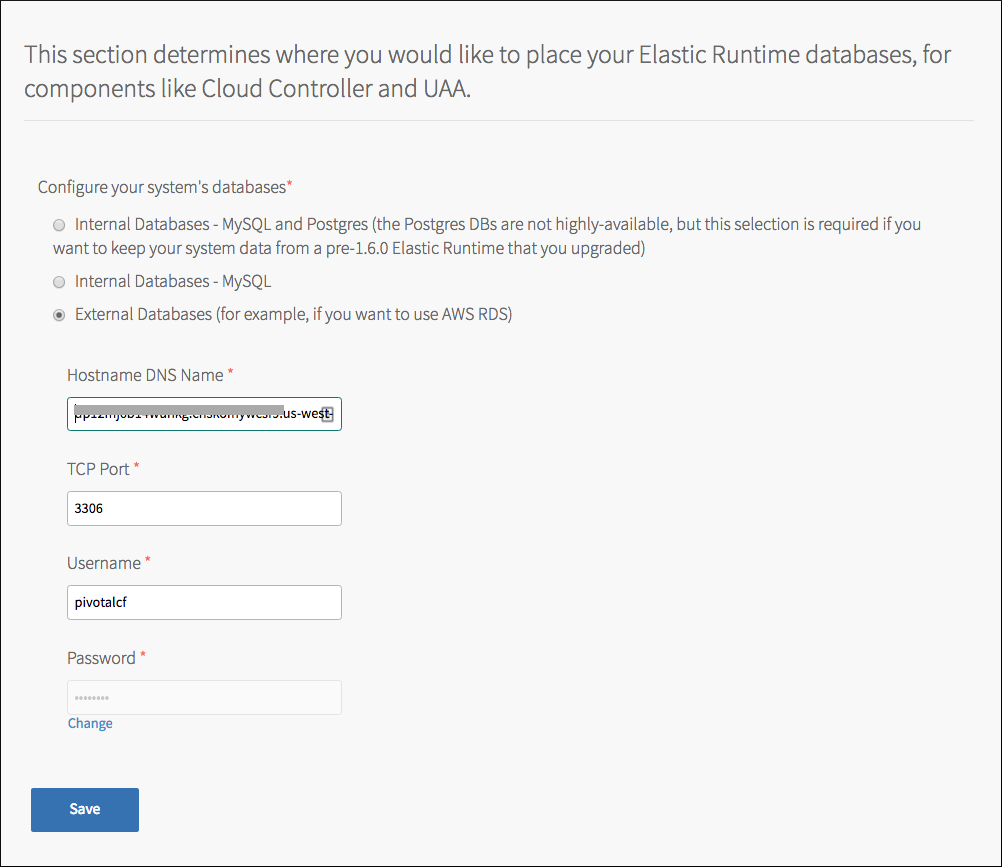 This section determines where you would like to place your Elastic Runtime databases, for
components like Cloud Controller and UAA.
Configure your system's databases*
Internal Databases - MySQL and Postgres (the Postgres DBs are not highly-available, but this selection is required if you
want to keep your system data from a pre-1.6.0 Elastic Runtime that you upgraded)
Internal Databases - MySQL
External Databases (for example, if you want to use AWS RDS)
Hostname DNS Name *
.us-west-
TCP Port *
3306
Username *
pivotalcf
Password *
••••••••
Change
Save